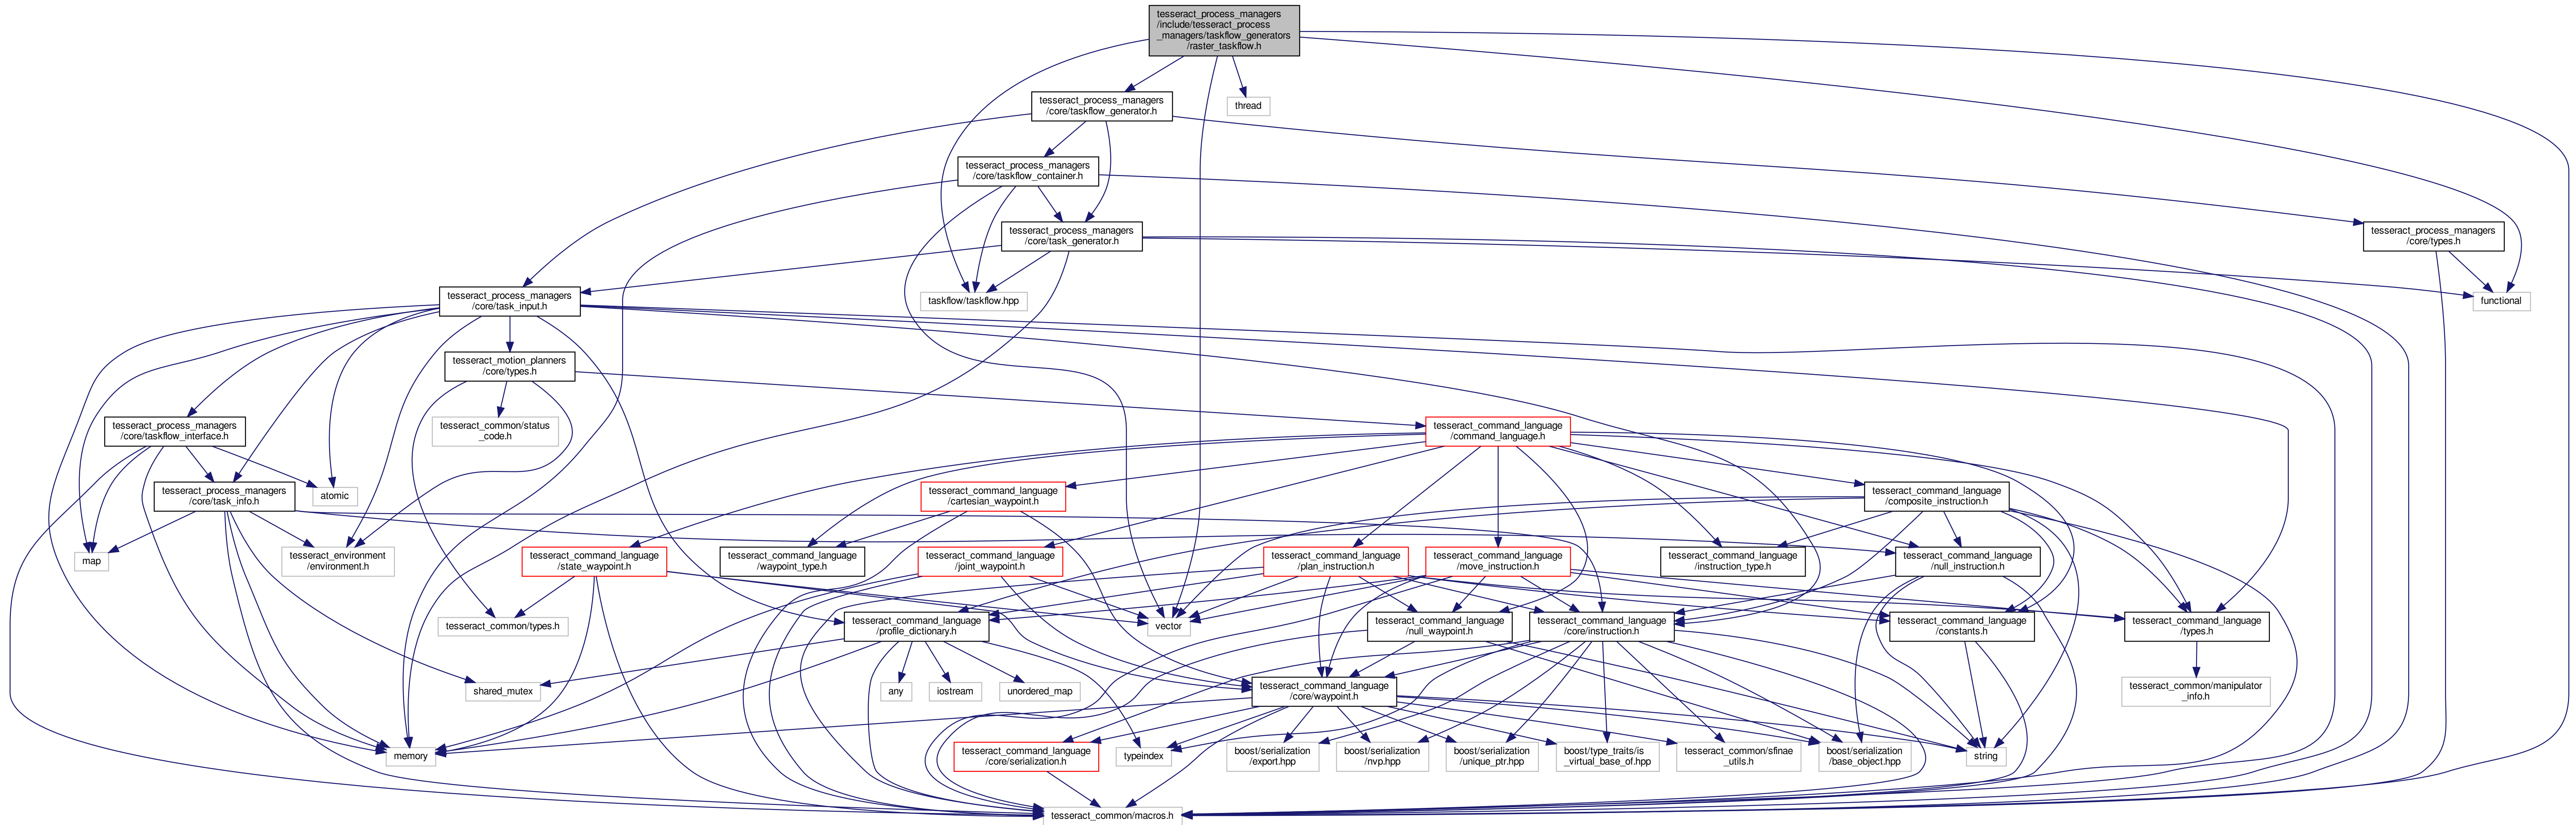 tesseract_process_managers
/include/tesseract_process
_managers/taskflow_generators
/raster_taskflow.h
tesseract_process_managers
/core/taskflow_generator.h
thread
tesseract_process_managers
/core/taskflow_container.h
tesseract_process_managers
/core/task_generator.h
tesseract_process_managers
/core/types.h
tesseract_process_managers
/core/task_input.h
taskflow/taskflow.hpp
functional
tesseract_motion_planners
/core/types.h
tesseract_process_managers
/core/taskflow_interface.h
tesseract_common/status
_code.h
tesseract_command_language
/command_language.h
tesseract_process_managers
/core/task_info.h
atomic
tesseract_command_language
/cartesian_waypoint.h
tesseract_command_language
/composite_instruction.h
map
tesseract_environment
/environment.h
tesseract_command_language
/state_waypoint.h
tesseract_command_language
/waypoint_type.h
tesseract_command_language
/joint_waypoint.h
tesseract_command_language
/plan_instruction.h
tesseract_command_language
/move_instruction.h
tesseract_command_language
/instruction_type.h
tesseract_command_language
/null_instruction.h
tesseract_common/types.h
tesseract_command_language
/profile_dictionary.h
vector
tesseract_command_language
/null_waypoint.h
tesseract_command_language
/core/instruction.h
tesseract_command_language
/constants.h
tesseract_command_language
/types.h
shared_mutex
any
iostream
unordered_map
tesseract_command_language
/core/waypoint.h
tesseract_common/manipulator
_info.h
memory
tesseract_command_language
/core/serialization.h
typeindex
boost/serialization
/export.hpp
boost/serialization
/nvp.hpp
boost/serialization
/unique_ptr.hpp
boost/type_traits/is
_virtual_base_of.hpp
tesseract_common/sfinae
_utils.h
boost/serialization
/base_object.hpp
string
tesseract_common/macros.h